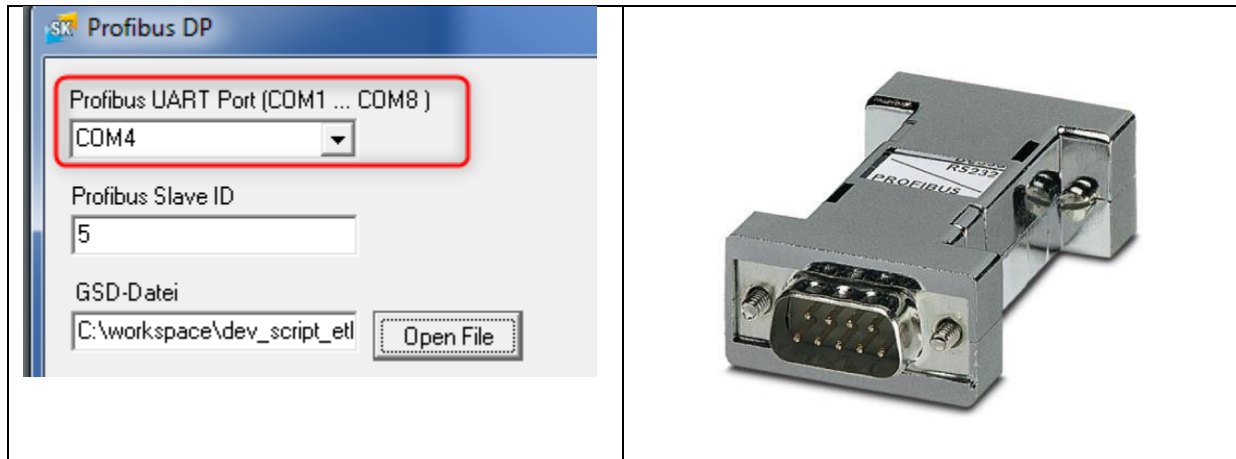 SK Profibus DP
Profibus UART Port (COM1 ... COM8 )
COM4
Profibus Slave ID
5
GSD-Datei
C:\workspace\dev_script_etl
Open File
RS232
PROFIBUS